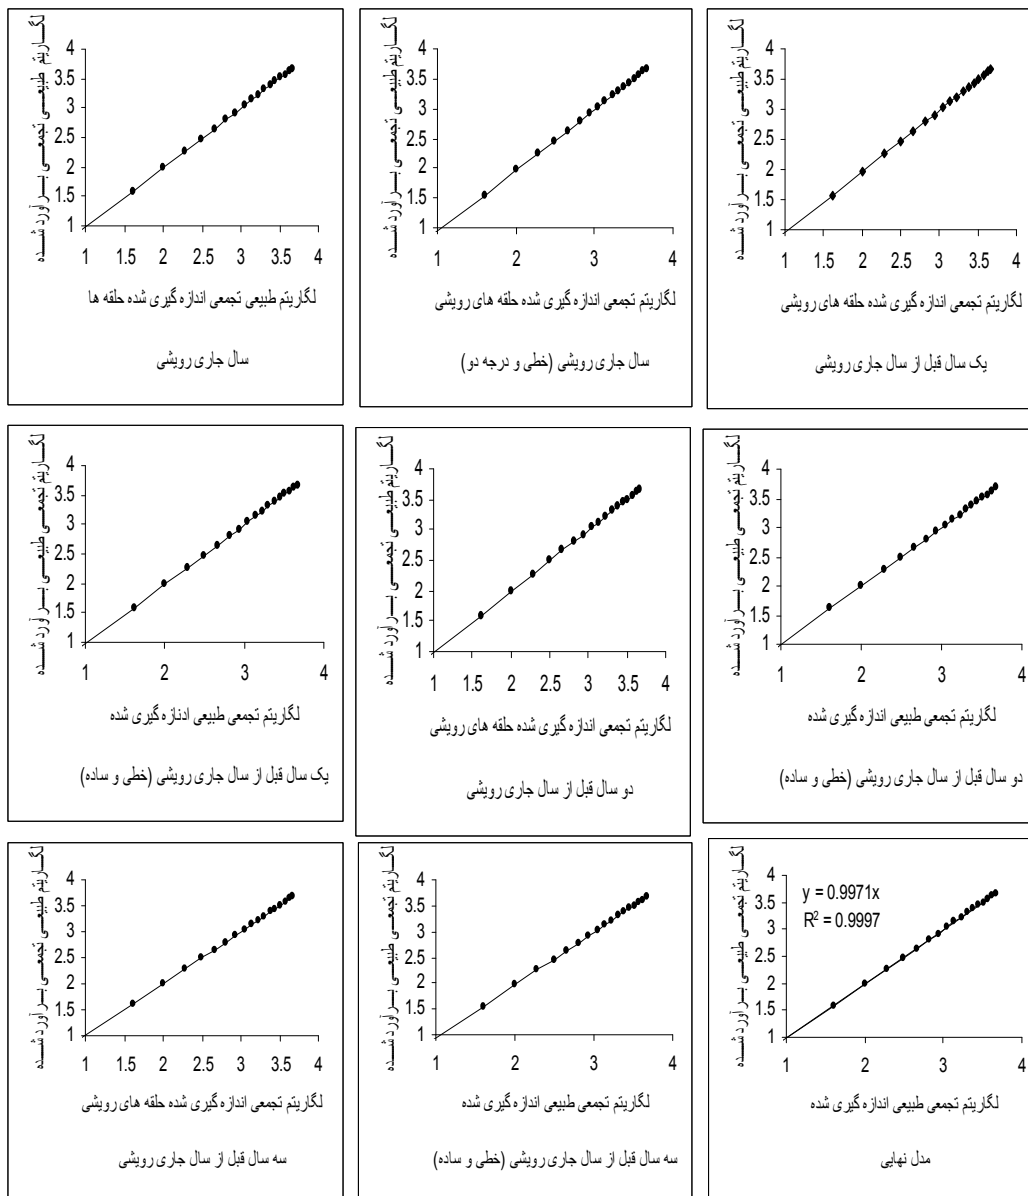 لگاریتم طبیعی تجمعی برآورد شده
4
3.5
3
2.5
2
1.5
1
1 1.5 2 2.5 3 3.5 4
لگاریتم طبیعی تجمعی اندازه گیری شده حلقه ها
سال جاری رویشی
لگاریتم طبیعی تجمعی برآورد شده
4
3.5
3
2.5
2
1.5
1
1 2 3 4
لگاریتم تجمعی اندازه گیری شده حلقه های رویشی
سال جاری رویشی (خطی و درجه دو)
لگاریتم طبیعی تجمعی برآورد شده
4
3.5
3
2.5
2
1.5
1
1 1.5 2 2.5 3 3.5 4
لگاریتم تجمعی اندازه گیری شده حلقه های رویشی
یک سال قبل از سال جاری رویشی
لگاریتم تجمعی طبیعی برآورد شده
4
3.5
3
2.5
2
1.5
1
1 2 3 4
لگاریتم تجمعی طبیعی ادنازه گیری شده
یک سال قبل از سال جاری رویشی (خطی و ساده)
لگاریتم طبیعی تجمعی برآورد شده
4
3.5
3
2.5
2
1.5
1
1 1.5 2 2.5 3 3.5 4
لگاریتم تجمعی اندازه گیری شده حلقه های رویشی
دو سال قبل از سال جاری رویشی
لگاریتم تجمعی طبیعی برآورد شده
4
3.5
3
2.5
2
1.5
1
1 2 3 4
لگاریتم تجمعی طبیعی اندازه گیری شده
دو سال قبل از سال جاری رویشی (خطی و ساده)
لگاریتم طبیعی تجمعی برآورد شده
4
3.5
3
2.5
2
1.5
1
1 1.5 2 2.5 3 3.5 4
لگاریتم تجمعی اندازه گیری شده حلقه های رویشی
سه سال قبل از سال جاری رویشی
لگاریتم تجمعی طبیعی برآورد شده
4
3.5
3
2.5
2
1.5
1
1 2 3 4
لگاریتم تجمعی طبیعی اندازه گیری شده
سه سال قبل از سال جاری رویشی (خطی و ساده)
لگاریتم تجمعی طبیعی برآورد شده
4
3.5
3
2.5
2
1.5
1
y = 0.9971x
R² = 0.9997
1 2 3 4
لگاریتم تجمعی طبیعی اندازه گیری شده
مدل نهایی